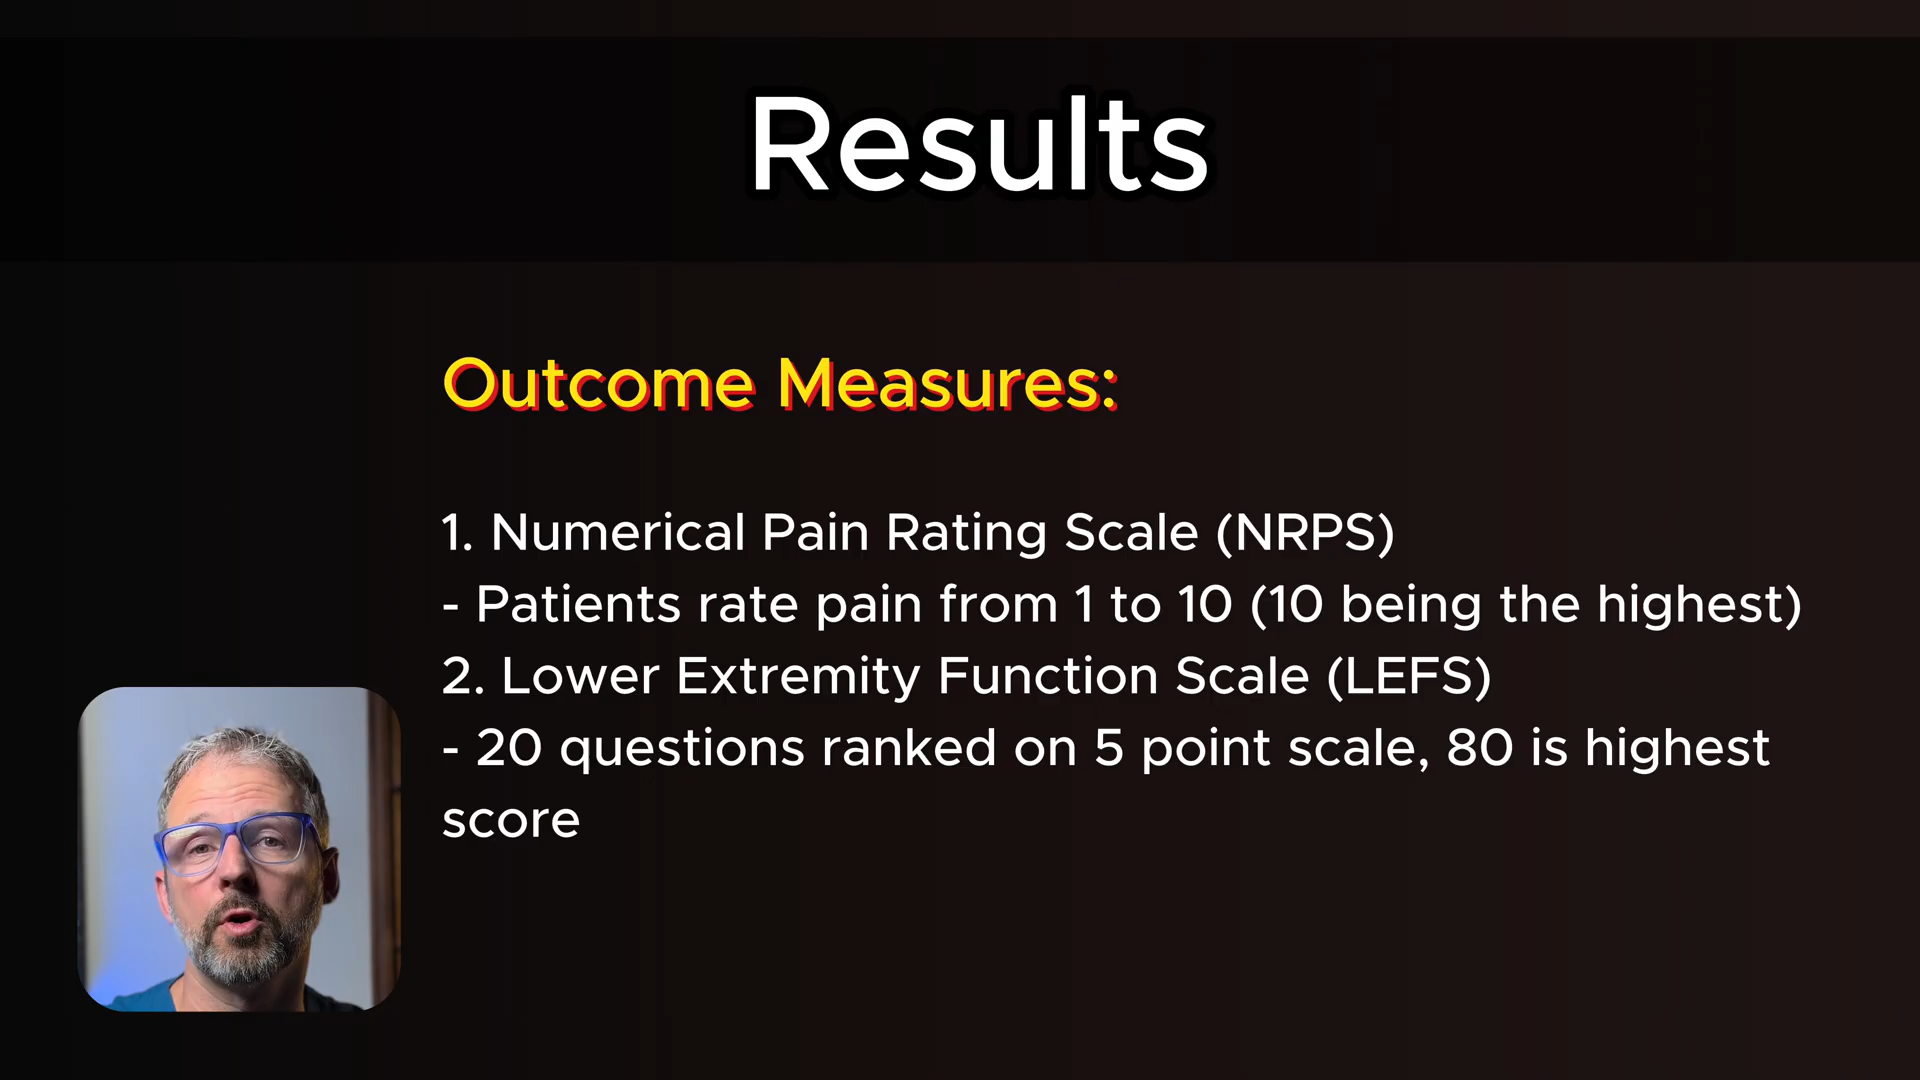 Results
Outcome Measures:
1. Numerical Pain Rating Scale (NRPS)
- Patients rate pain from 1 to 10 (10 being the highest)
2. Lower Extremity Function Scale (LEFS)
- 20 questions ranked on 5 point scale, 80 is highest
score